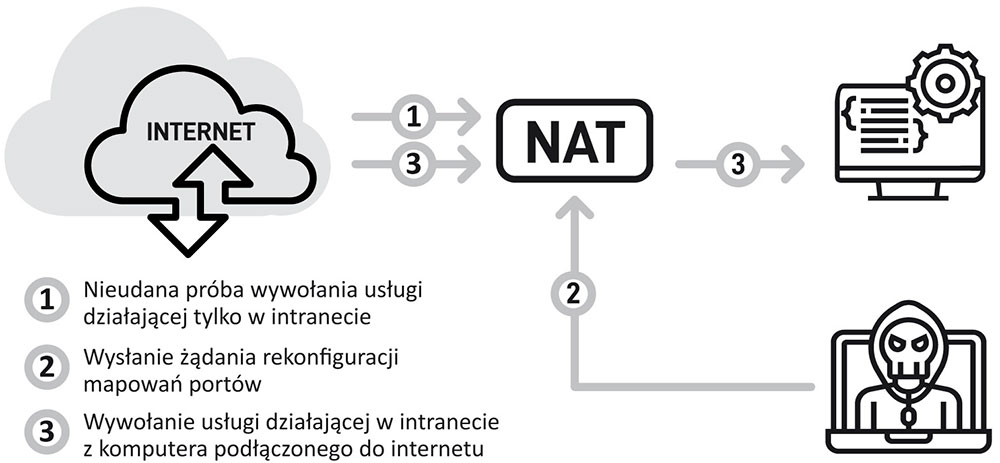 INTERNET
1
3
NAT
3
2
1 Nieudana próba wywołania usługi
działającej tylko w intranecie
2 Wysłanie żądania rekonfiguracji
mapowań portów
3 Wywołanie usługi działającej w intranecie
z komputera podłączonego do internetu